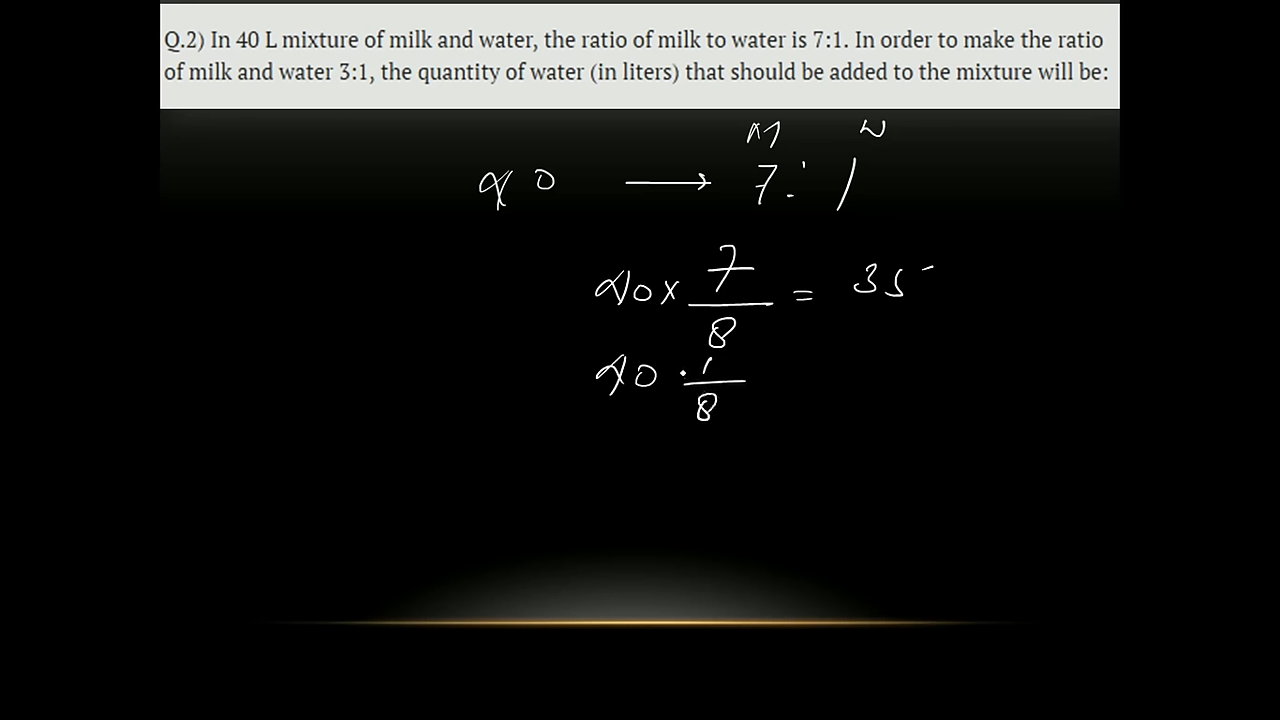 Q.2) In 40 L mixture of milk and water, the ratio of milk to water is 7:1. In order to make the ratio
of milk and water 3:1, the quantity of water (in liters) that should be added to the mixture will be:
M W
40 → 7 : 1
40 × 7/8 = 35
40 · 1/8